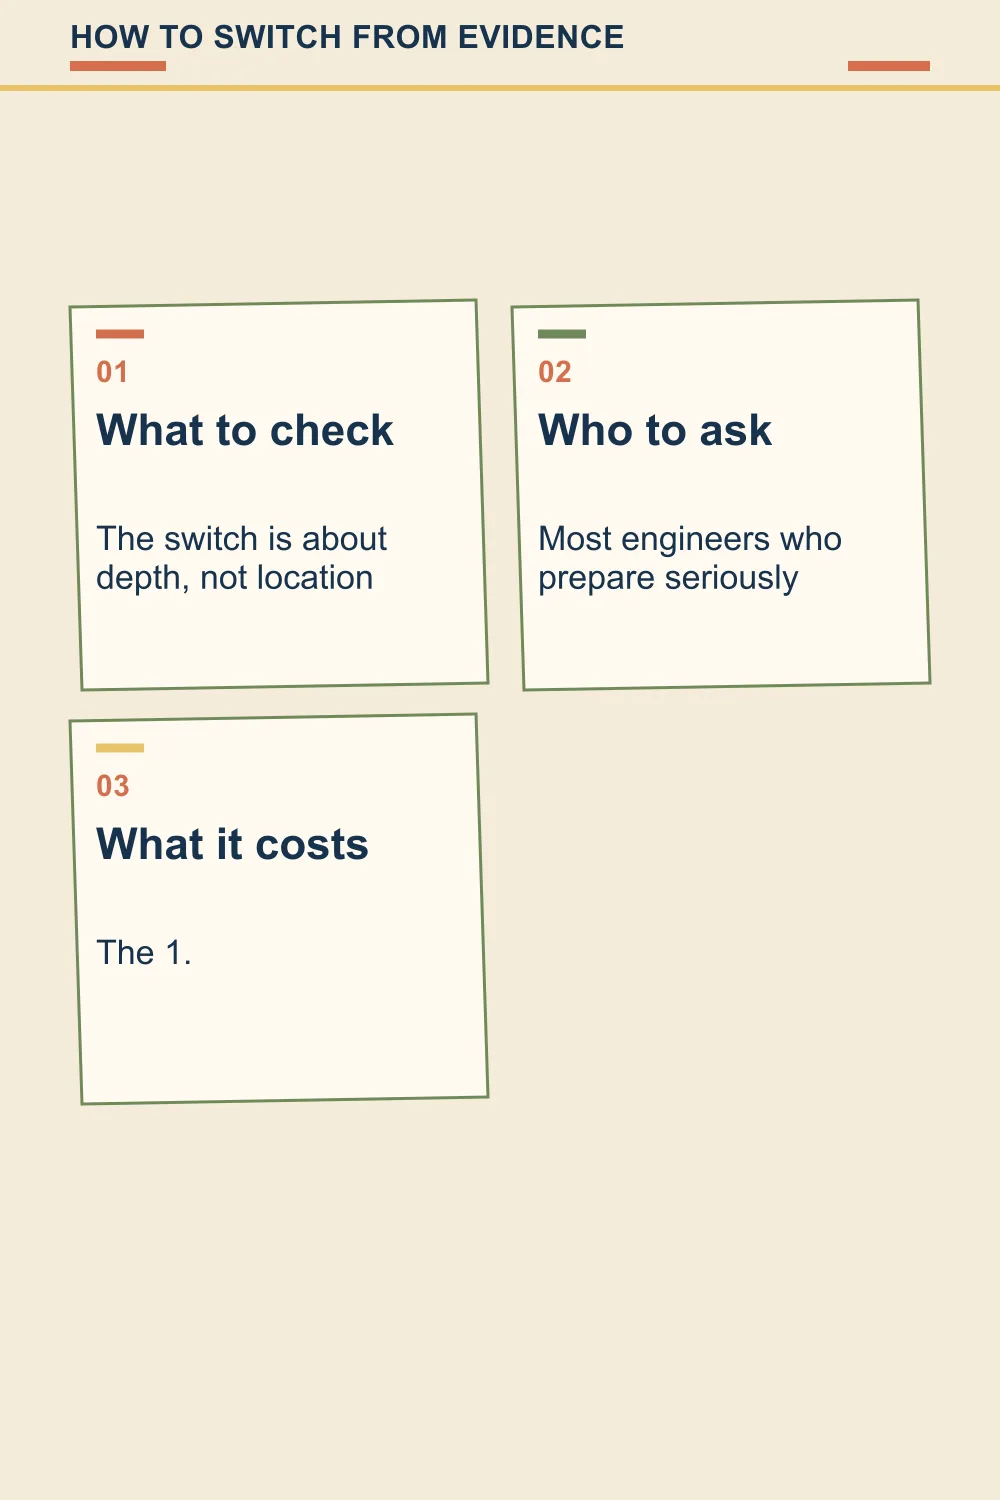 HOW TO SWITCH FROM EVIDENCE
01
What to check
The switch is about
depth, not location
02
Who to ask
Most engineers who
prepare seriously
03
What it costs
The 1.